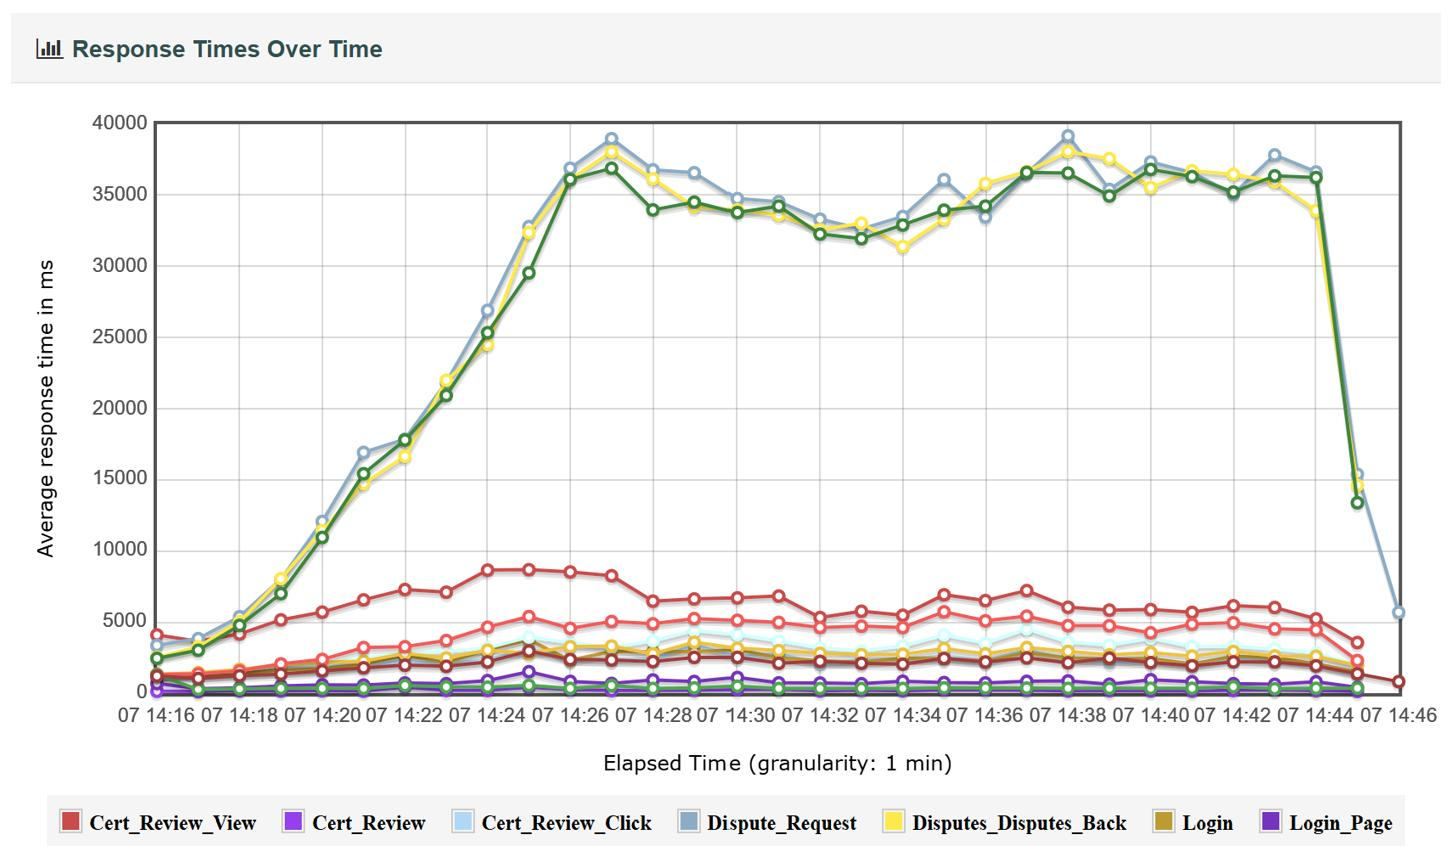 Response Times Over Time
40000
35000
30000
25000
20000
15000
10000
5000
0
Average response time in ms
07 14:16 07 14:18 07 14:20 07 14:22 07 14:24 07 14:26 07 14:28 07 14:30 07 14:32 07 14:34 07 14:36 07 14:38 07 14:40 07 14:42 07 14:44 07 14:46
Elapsed Time (granularity: 1 min)
Cert_Review_View Cert_Review Cert_Review_Click Dispute_Request Disputes_Disputes_Back Login Login_Page